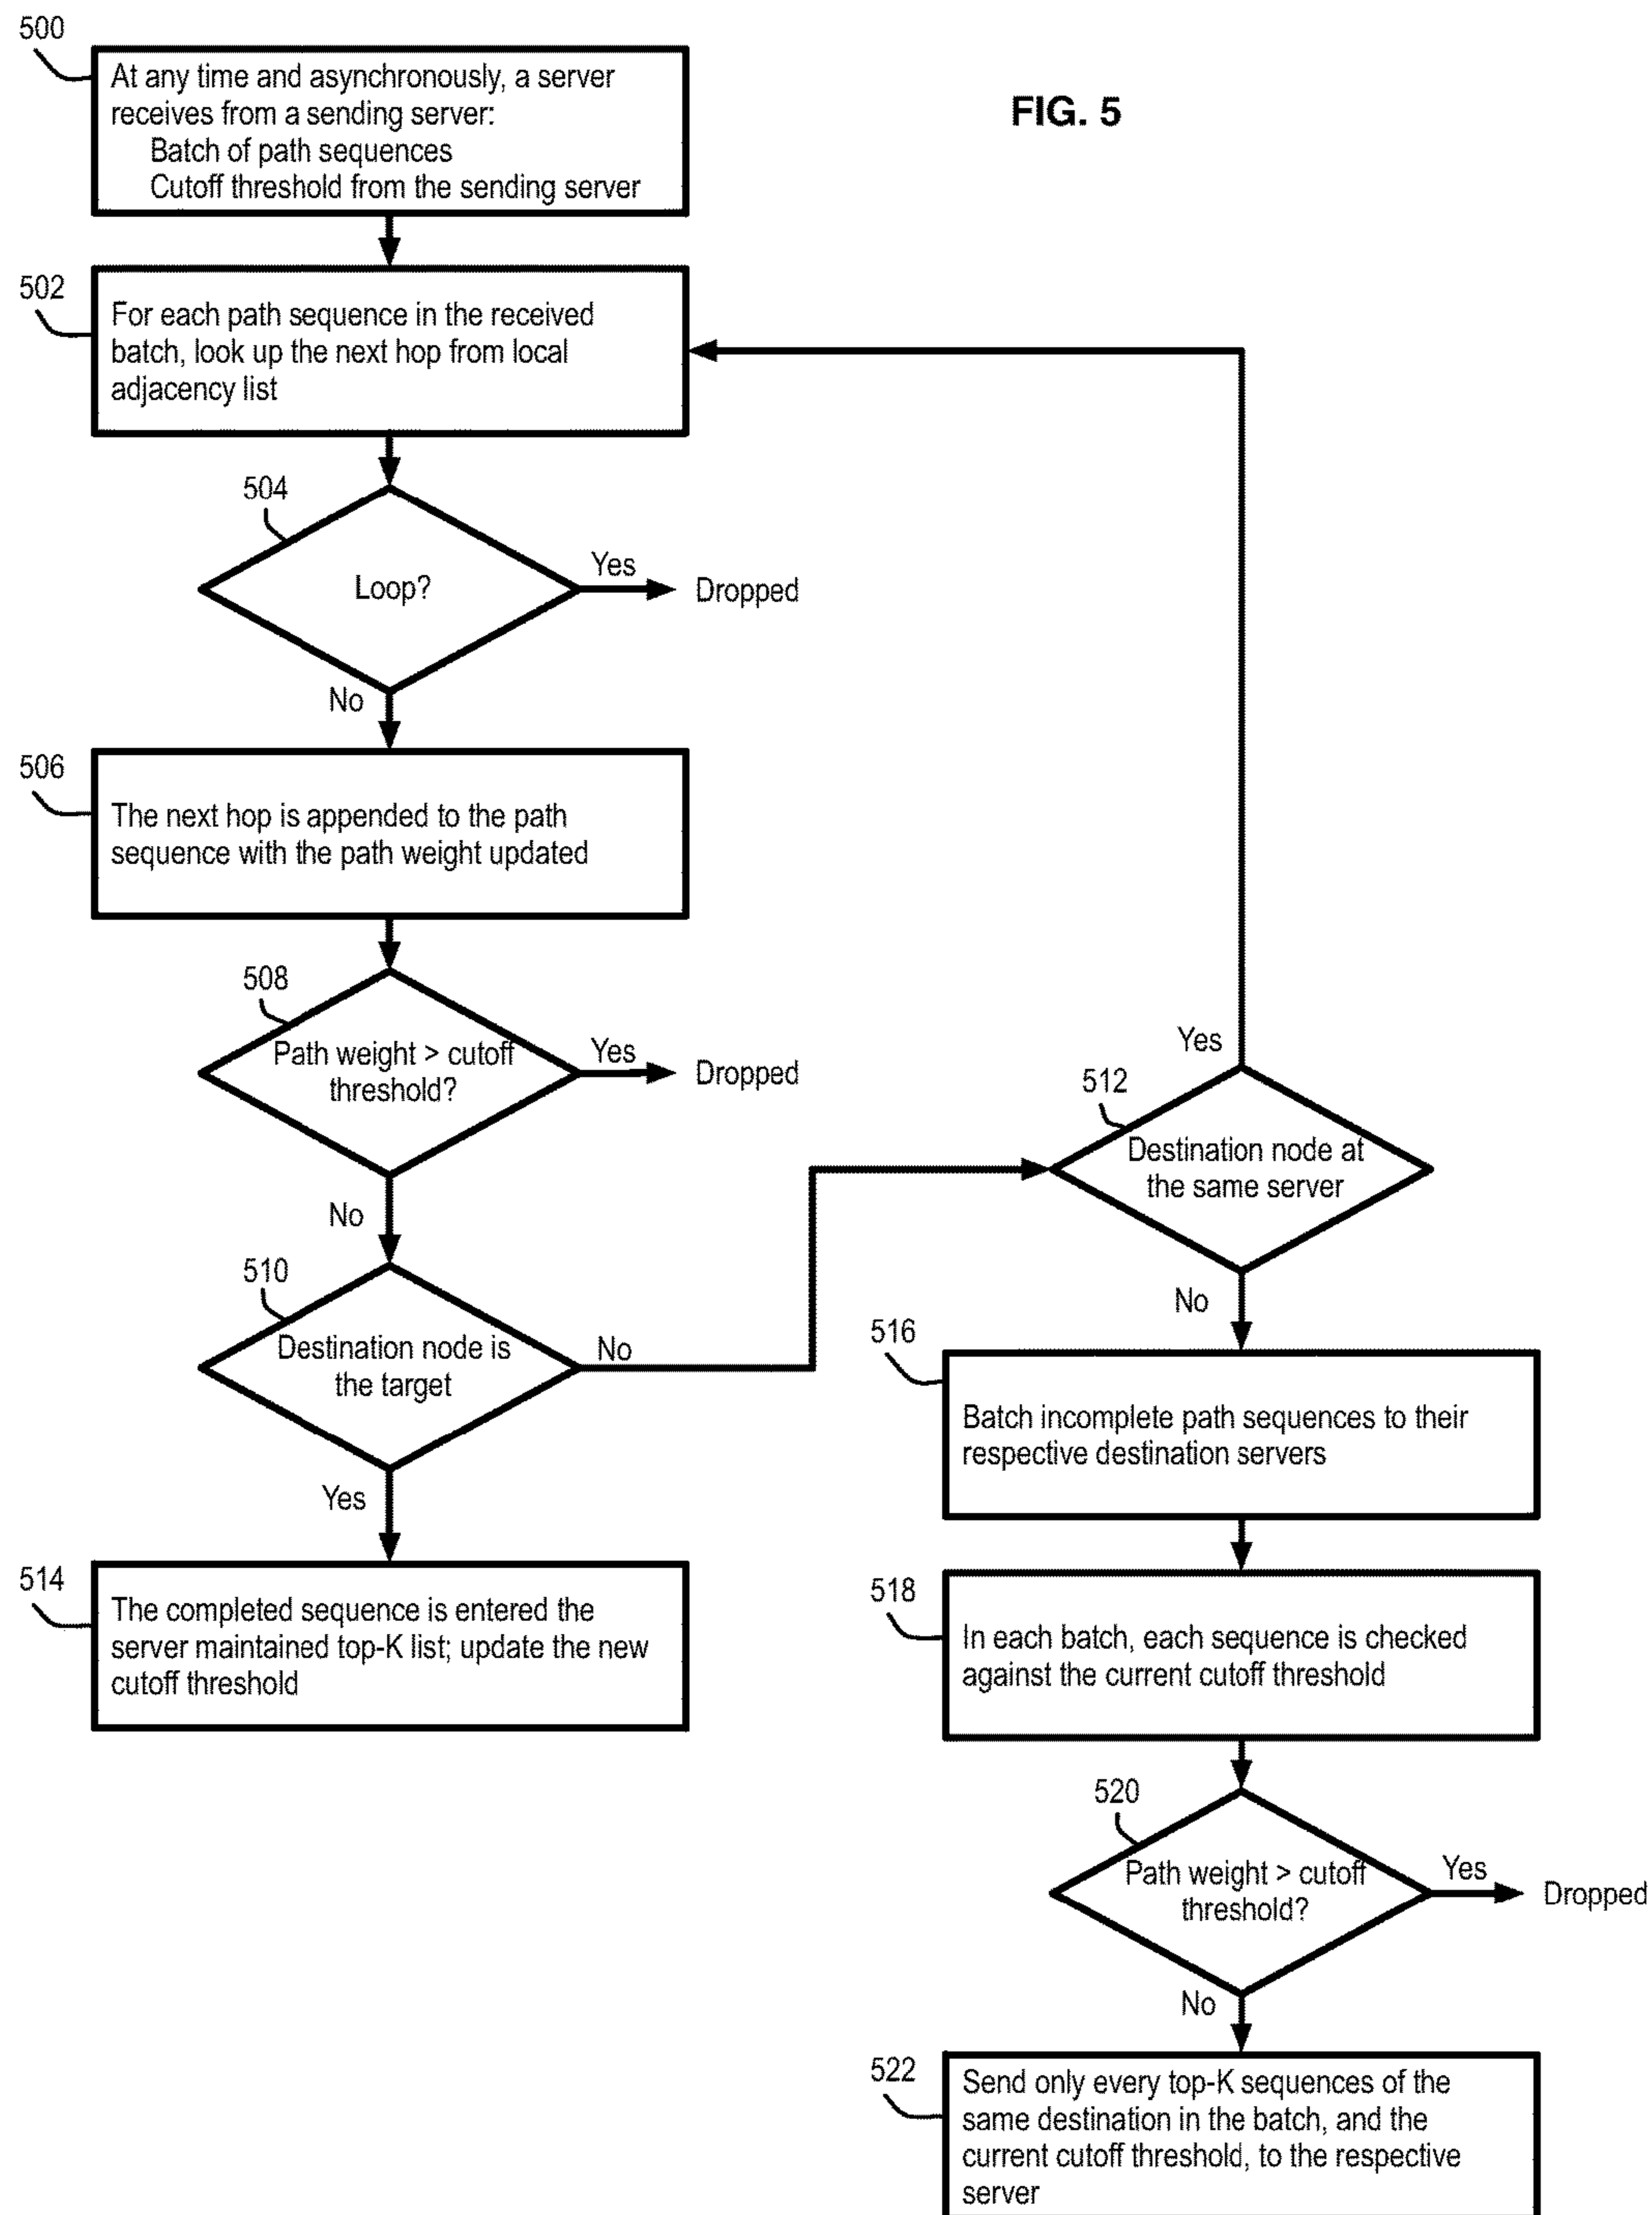 500
At any time and asynchronously, a server
receives from a sending server:
Batch of path sequences
Cutoff threshold from the sending server
FIG. 5
502
For each path sequence in the received
batch, look up the next hop from local
adjacency list
504
Loop?
Yes
Dropped
No
506
The next hop is appended to the path
sequence with the path weight updated
508
Path weight > cutoff
threshold?
Yes
Dropped
No
510
Destination node is
the target
No
Yes
514
The completed sequence is entered the
server maintained top-K list; update the new
cutoff threshold
512
Destination node at
the same server
Yes
No
516
Batch incomplete path sequences to their
respective destination servers
518
In each batch, each sequence is checked
against the current cutoff threshold
520
Path weight > cutoff
threshold?
Yes
Dropped
No
522
Send only every top-K sequences of the
same destination in the batch, and the
current cutoff threshold, to the respective
server